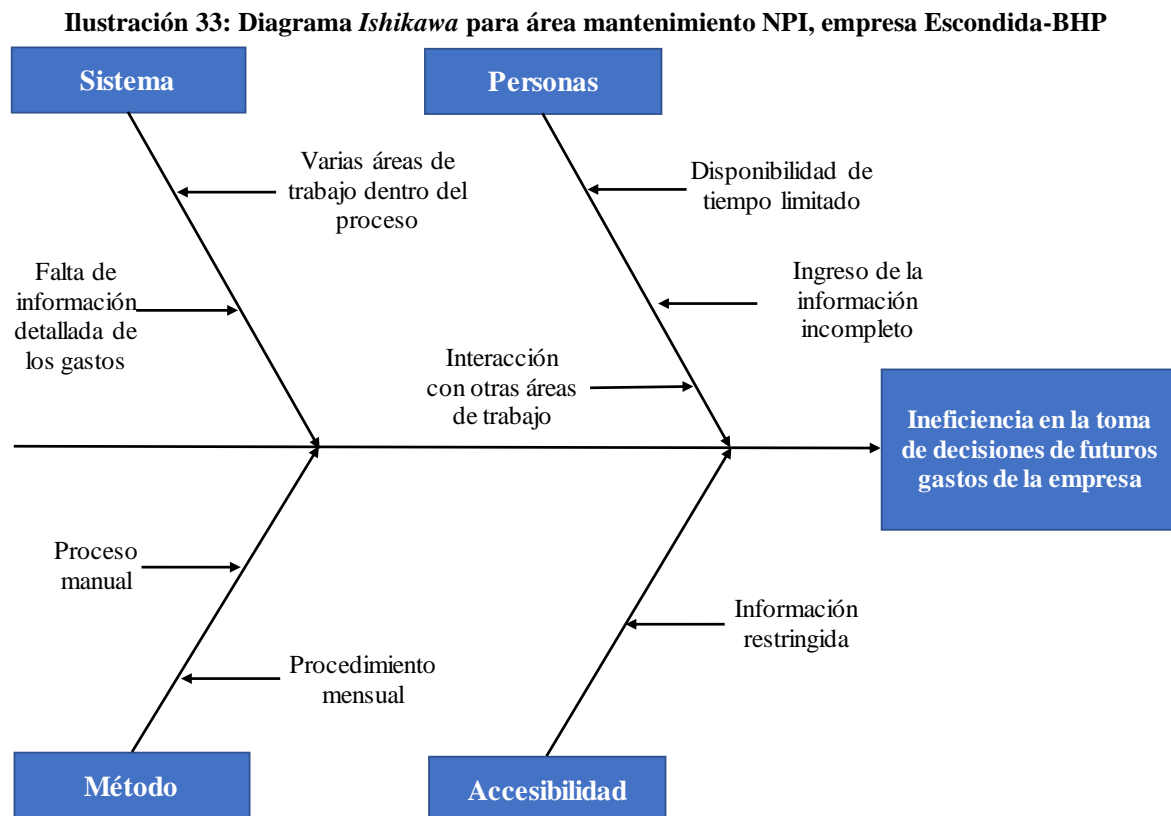 Ilustración 33: Diagrama Ishikawa para área mantenimiento NPI, empresa Escondida-BHP
Sistema
Personas
Varias áreas de
trabajo dentro del
proceso
Disponibilidad de
tiempo limitado
Falta de
información
detallada de
los gastos
Ingreso de la
información
incompleto
Interacción
con otras áreas
de trabajo
Ineficiencia en la toma
de decisiones de futuros
gastos de la empresa
Proceso
manual
Información
restringida
Procedimiento
mensual
Método
Accesibilidad